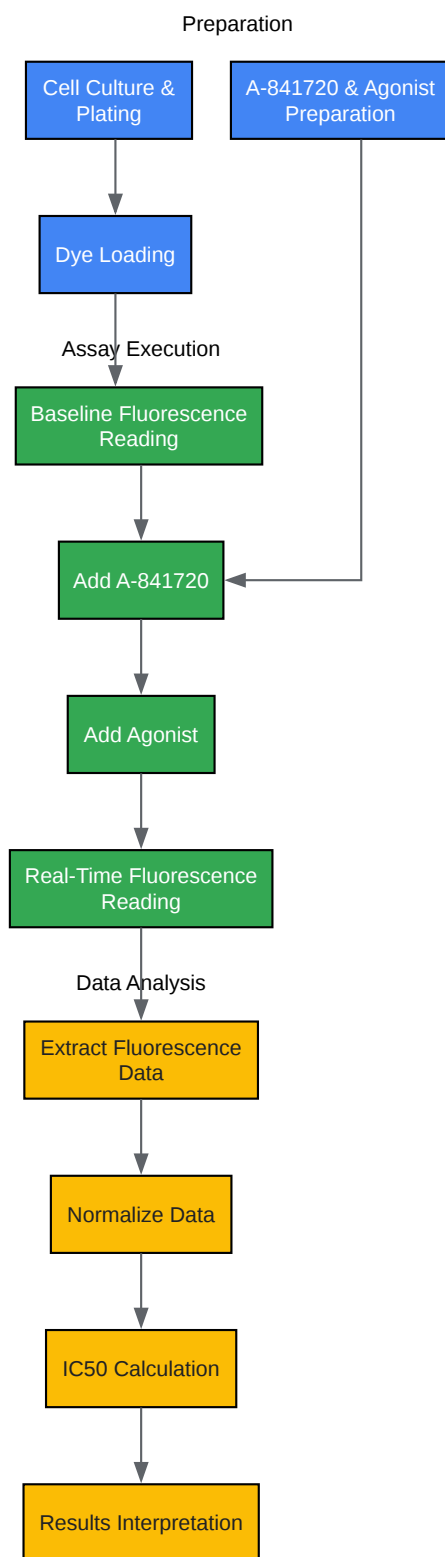 Preparation
Cell Culture &
Plating
A-841720 & Agonist
Preparation
Dye Loading
Assay Execution
Baseline Fluorescence
Reading
Add A-841720
Add Agonist
Real-Time Fluorescence
Reading
Data Analysis
Extract Fluorescence
Data
Normalize Data
IC50 Calculation
Results Interpretation